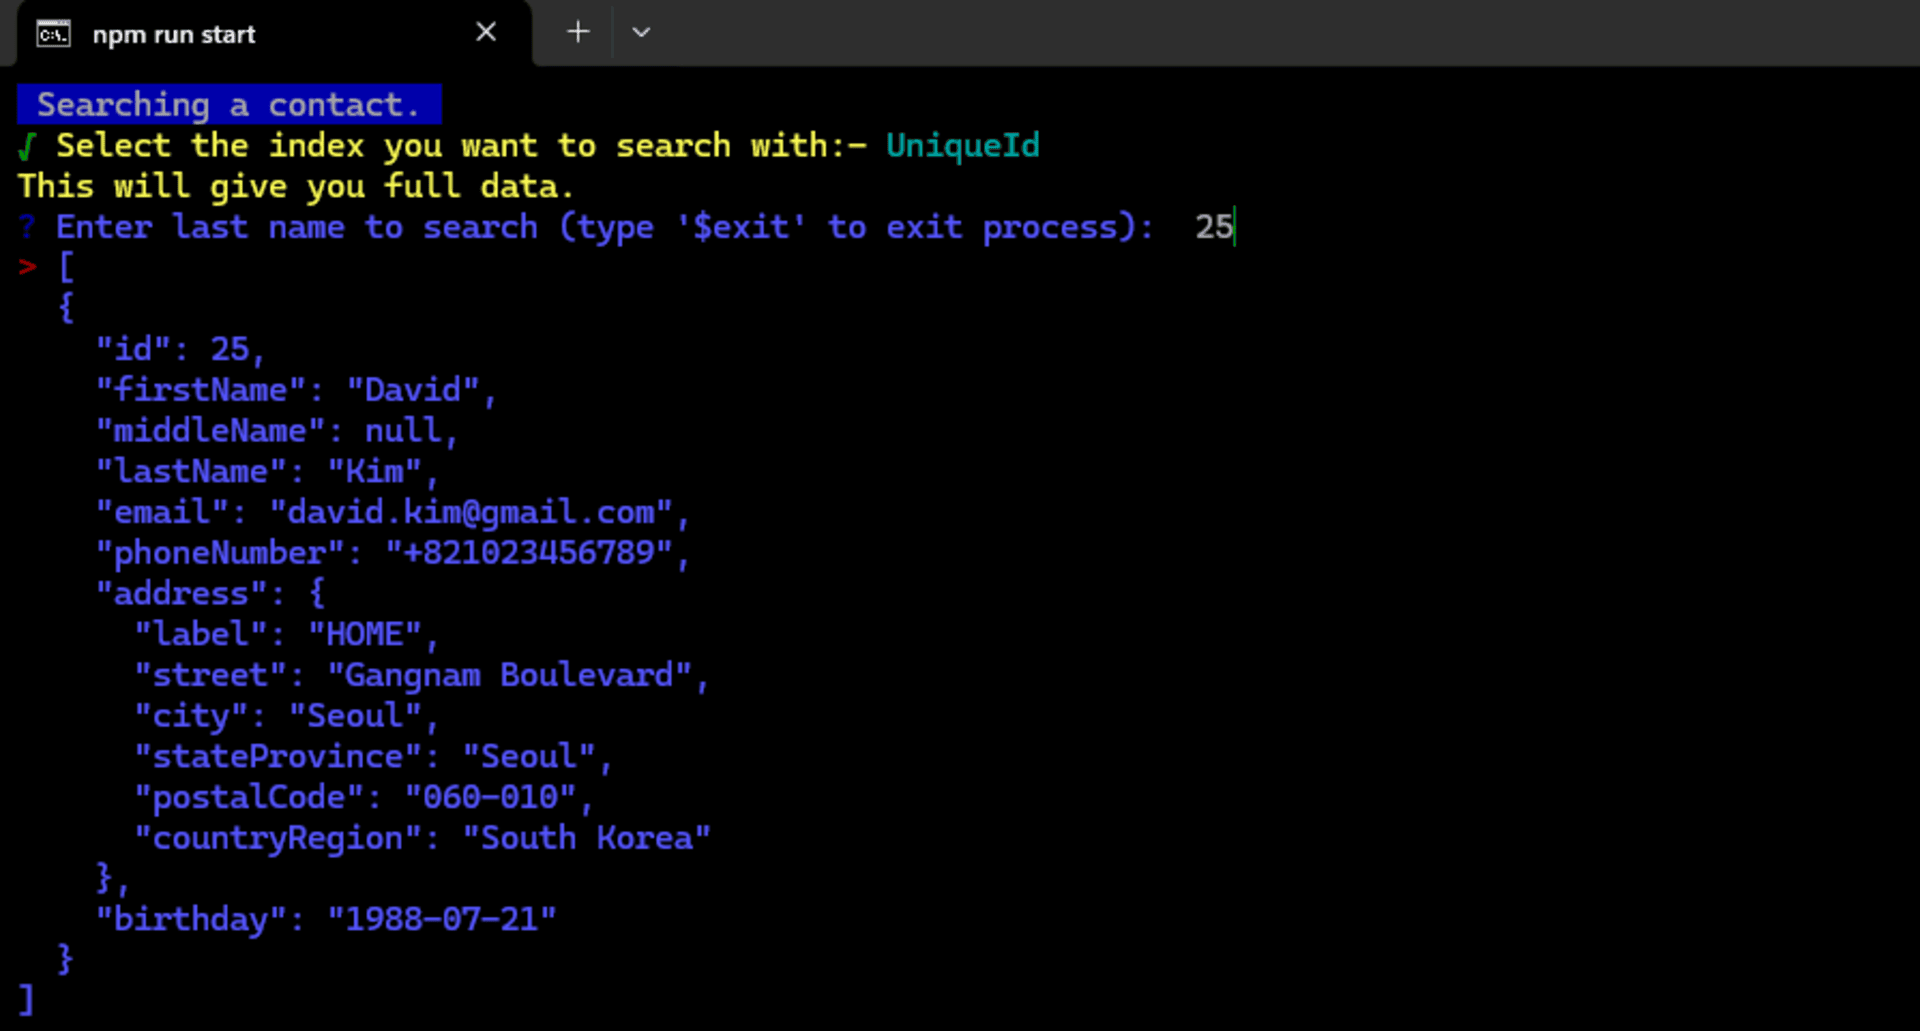 npm run start
Searching a contact.
√ Select the index you want to search with:- UniqueId
This will give you full data.
? Enter last name to search (type '$exit' to exit process):  25
> [
  {
    "id": 25,
    "firstName": "David",
    "middleName": null,
    "lastName": "Kim",
    "email": "david.kim@gmail.com",
    "phoneNumber": "+821023456789",
    "address": {
      "label": "HOME",
      "street": "Gangnam Boulevard",
      "city": "Seoul",
      "stateProvince": "Seoul",
      "postalCode": "060-010",
      "countryRegion": "South Korea"
    },
    "birthday": "1988-07-21"
  }
]